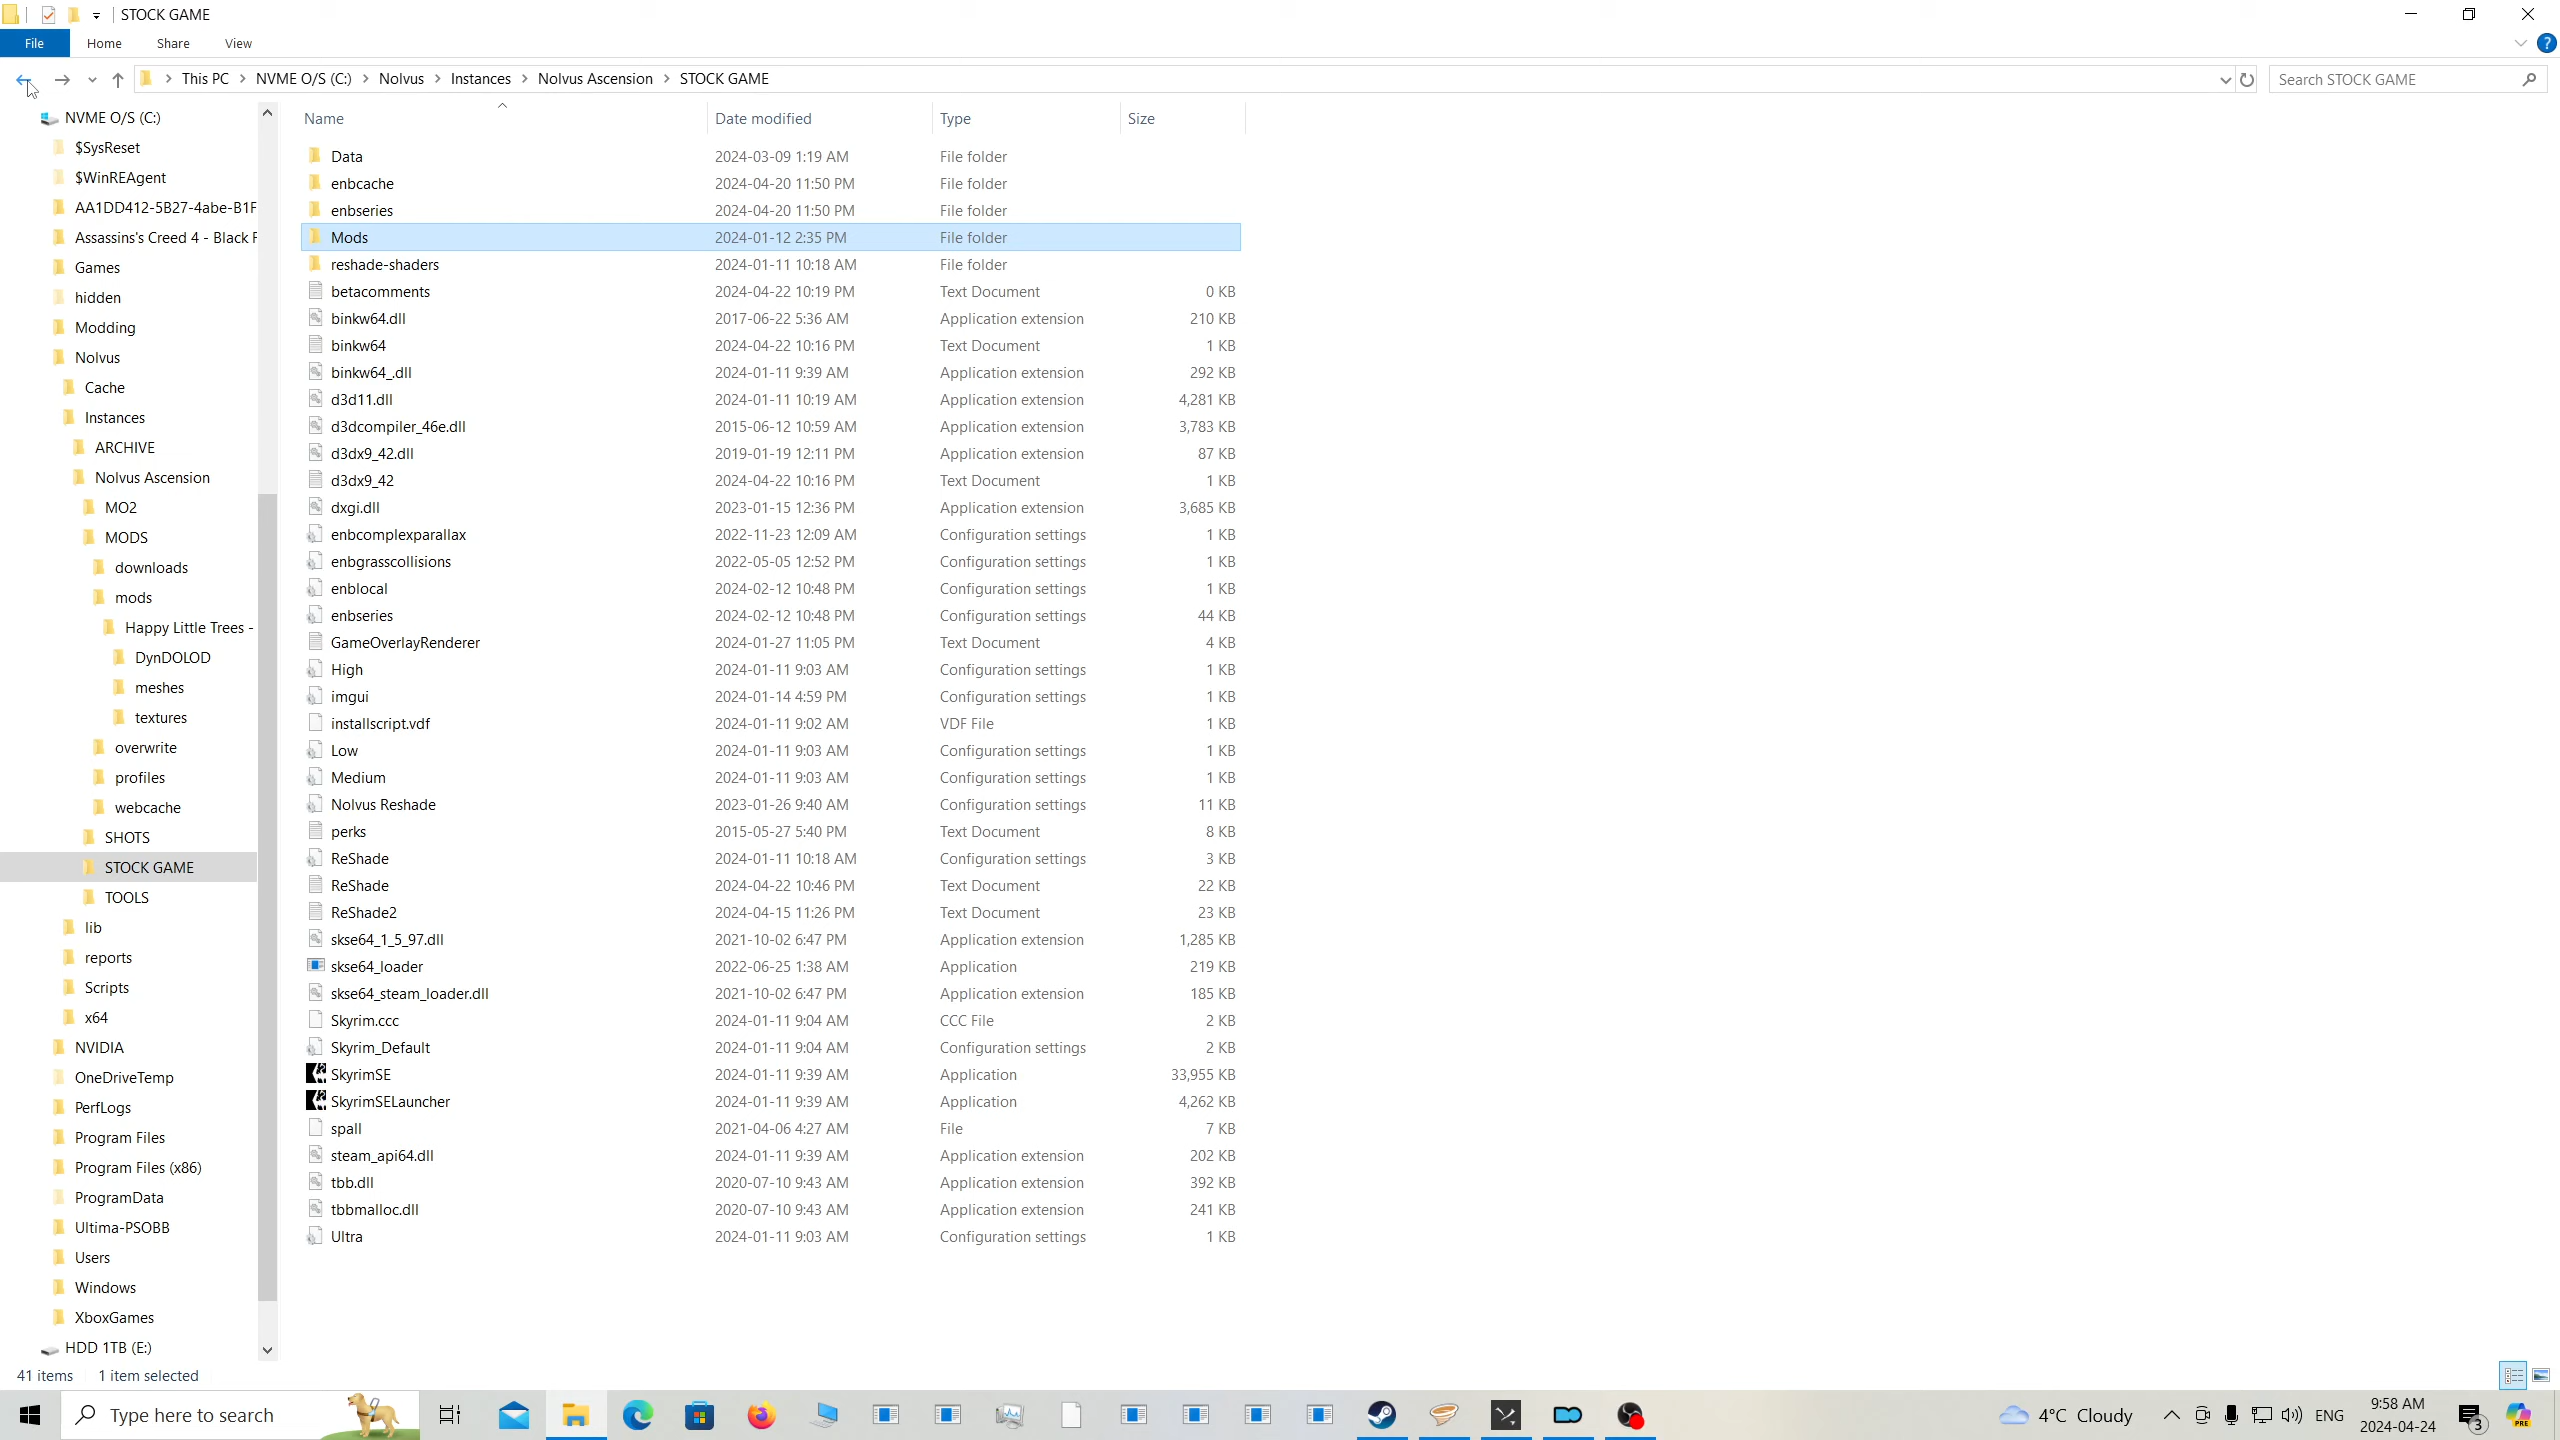 STOCK GAME
File Home Share View
This PC > NVME O/S (C:) > Nolvus > Instances > Nolvus Ascension > STOCK GAME
Search STOCK GAME
NVME O/S (C:)
$SysReset
$WinREAgent
AA1DD412-5B27-4abe-B1F
Assassins's Creed 4 - Black F
Games
hidden
Modding
Nolvus
Cache
Instances
ARCHIVE
Nolvus Ascension
MO2
MODS
downloads
mods
Happy Little Trees -
DynDOLOD
meshes
textures
overwrite
profiles
webcache
SHOTS
STOCK GAME
TOOLS
lib
reports
Scripts
x64
NVIDIA
OneDriveTemp
PerfLogs
Program Files
Program Files (x86)
ProgramData
Ultima-PSOBB
Users
Windows
XboxGames
HDD 1TB (E:)
Name Date modified Type Size
Data 2024-03-09 1:19 AM File folder
enbcache 2024-04-20 11:50 PM File folder
enbseries 2024-04-20 11:50 PM File folder
Mods 2024-01-12 2:35 PM File folder
reshade-shaders 2024-01-11 10:18 AM File folder
betacomments 2024-04-22 10:19 PM Text Document 0 KB
binkw64.dll 2017-06-22 5:36 AM Application extension 210 KB
binkw64 2024-04-22 10:16 PM Text Document 1 KB
binkw64_.dll 2024-01-11 9:39 AM Application extension 292 KB
d3d11.dll 2024-01-11 10:19 AM Application extension 4,281 KB
d3dcompiler_46e.dll 2015-06-12 10:59 AM Application extension 3,783 KB
d3dx9_42.dll 2019-01-19 12:11 PM Application extension 87 KB
d3dx9_42 2024-04-22 10:16 PM Text Document 1 KB
dxgi.dll 2023-01-15 12:36 PM Application extension 3,685 KB
enbcomplexparallax 2022-11-23 12:09 AM Configuration settings 1 KB
enbgrasscollisions 2022-05-05 12:52 PM Configuration settings 1 KB
enblocal 2024-02-12 10:48 PM Configuration settings 1 KB
enbseries 2024-02-12 10:48 PM Configuration settings 44 KB
GameOverlayRenderer 2024-01-27 11:05 PM Text Document 4 KB
High 2024-01-11 9:03 AM Configuration settings 1 KB
imgui 2024-01-14 4:59 PM Configuration settings 1 KB
installscript.vdf 2024-01-11 9:02 AM VDF File 1 KB
Low 2024-01-11 9:03 AM Configuration settings 1 KB
Medium 2024-01-11 9:03 AM Configuration settings 1 KB
Nolvus Reshade 2023-01-26 9:40 AM Configuration settings 11 KB
perks 2015-05-27 5:40 PM Text Document 8 KB
ReShade 2024-01-11 10:18 AM Configuration settings 3 KB
ReShade 2024-04-22 10:46 PM Text Document 22 KB
ReShade2 2024-04-15 11:26 PM Text Document 23 KB
skse64_1_5_97.dll 2021-10-02 6:47 PM Application extension 1,285 KB
skse64_loader 2022-06-25 1:38 AM Application 219 KB
skse64_steam_loader.dll 2021-10-02 6:47 PM Application extension 185 KB
Skyrim.ccc 2024-01-11 9:04 AM CCC File 2 KB
Skyrim_Default 2024-01-11 9:04 AM Configuration settings 2 KB
SkyrimSE 2024-01-11 9:39 AM Application 33,955 KB
SkyrimSELauncher 2024-01-11 9:39 AM Application 4,262 KB
spall 2021-04-06 4:27 AM File 7 KB
steam_api64.dll 2024-01-11 9:39 AM Application extension 202 KB
tbb.dll 2020-07-10 9:43 AM Application extension 392 KB
tbbmalloc.dll 2020-07-10 9:43 AM Application extension 241 KB
Ultra 2024-01-11 9:03 AM Configuration settings 1 KB
41 items 1 item selected
Type here to search
4°C Cloudy
ENG
9:58 AM
2024-04-24
3
PRE